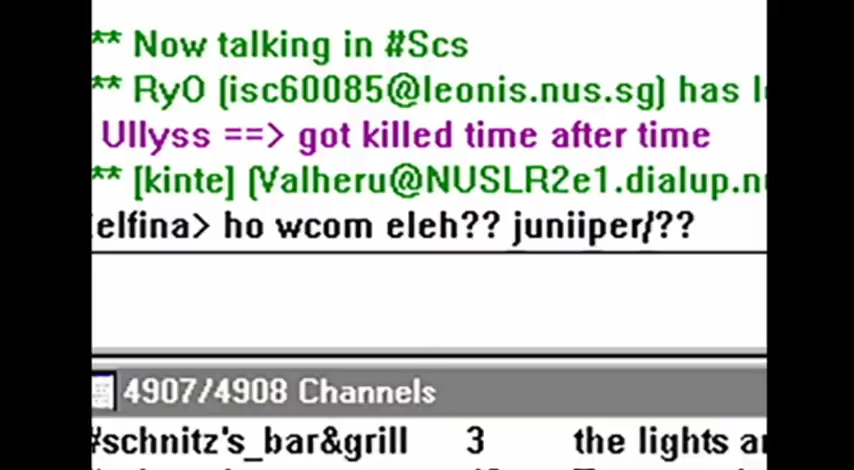 ** Now talking in #Scs
** RyO (isc60085@leonis.nus.sg) has l
Ullyss ==> got killed time after time
** [kinte] (Valheru@NUSLR2e1.dialup.n
elfina> ho wcom eleh?? juniiper/??
4907/4908 Channels
#schnitz's_bar&grill 3 the lights a